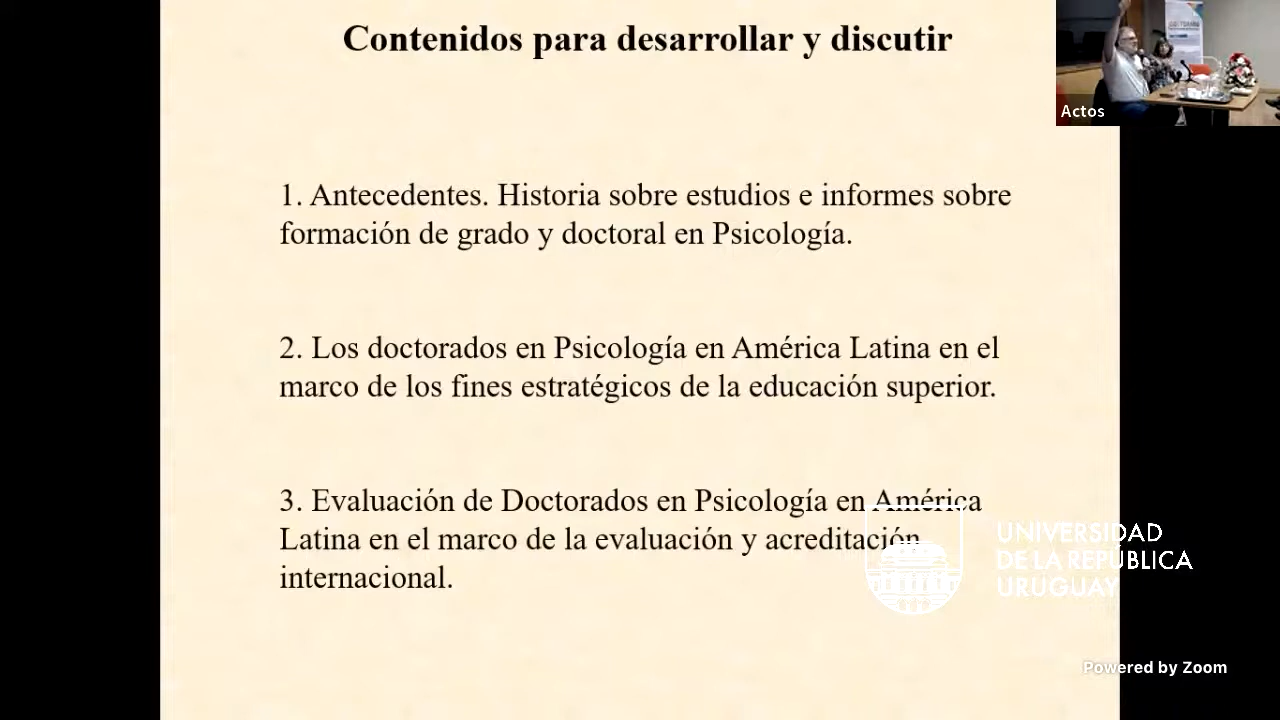 Contenidos para desarrollar y discutir
Actos
1. Antecedentes. Historia sobre estudios e informes sobre
formación de grado y doctoral en Psicología.
2. Los doctorados en Psicología en América Latina en el
marco de los fines estratégicos de la educación superior.
3. Evaluación de Doctorados en Psicología en América
Latina en el marco de la evaluación y acreditación
internacional.
UNIVERSIDAD
DE LA REPÚBLICA
URUGUAY
Powered by Zoom